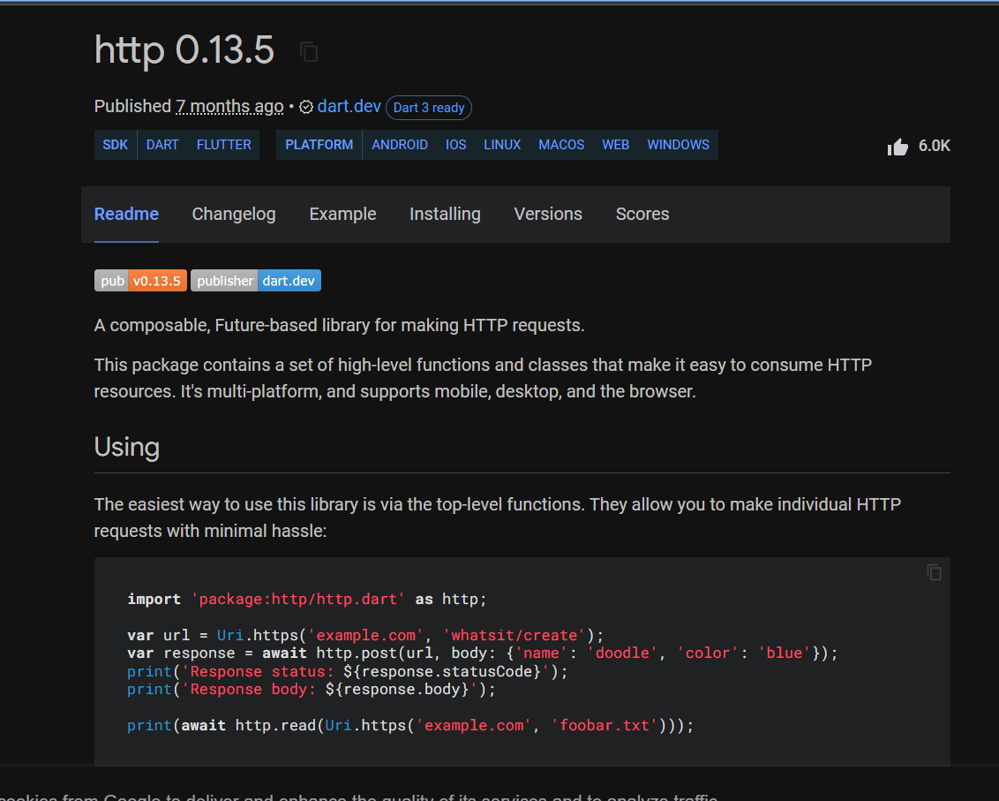 http 0.13.5
Published 7 months ago • dart.dev Dart 3 ready
SDK DART FLUTTER PLATFORM ANDROID IOS LINUX MACOS WEB WINDOWS 6.0K
Readme Changelog Example Installing Versions Scores
pub v0.13.5 publisher dart.dev
A composable, Future-based library for making HTTP requests.
This package contains a set of high-level functions and classes that make it easy to consume HTTP
resources. It's multi-platform, and supports mobile, desktop, and the browser.
Using
The easiest way to use this library is via the top-level functions. They allow you to make individual HTTP
requests with minimal hassle:
import 'package:http/http.dart' as http;
var url = Uri.https('example.com', 'whatsit/create');
var response = await http.post(url, body: {'name': 'doodle', 'color': 'blue'});
print('Response status: ${response.statusCode}');
print('Response body: ${response.body}');
print(await http.read(Uri.https('example.com', 'foobar.txt')));
cookies from Google to deliver and enhance the quality of its services and to analyze traffic.